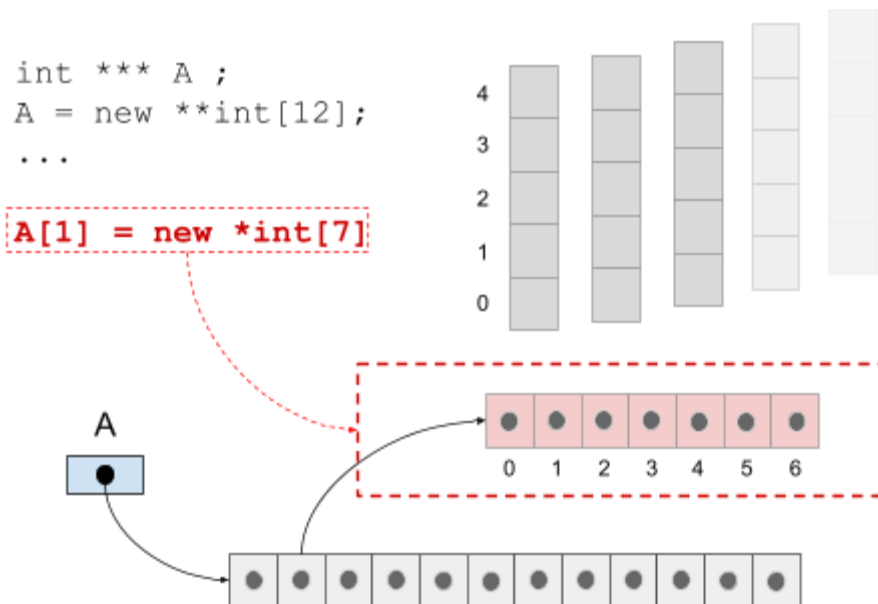 int *** A ;
A = new **int[12];
...
A[1] = new *int[7]
4
3
2
1
0
A
0 1 2 3 4 5 6